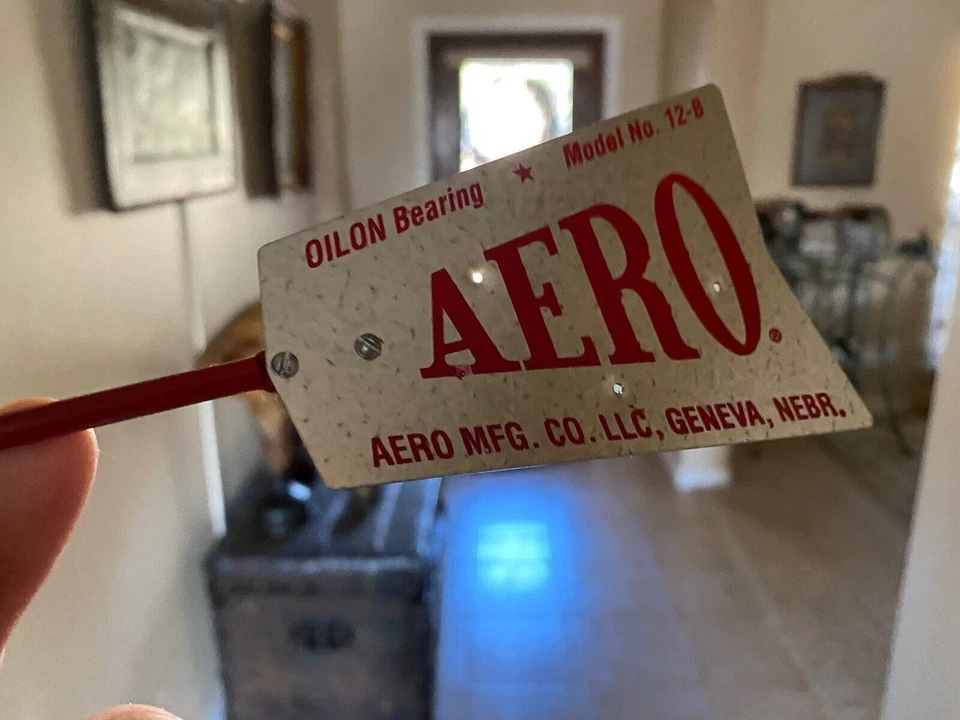 OILON Bearing ★ Model No. 12-8
AERO®
AERO MFG. CO. LLC, GENEVA, NEBR.